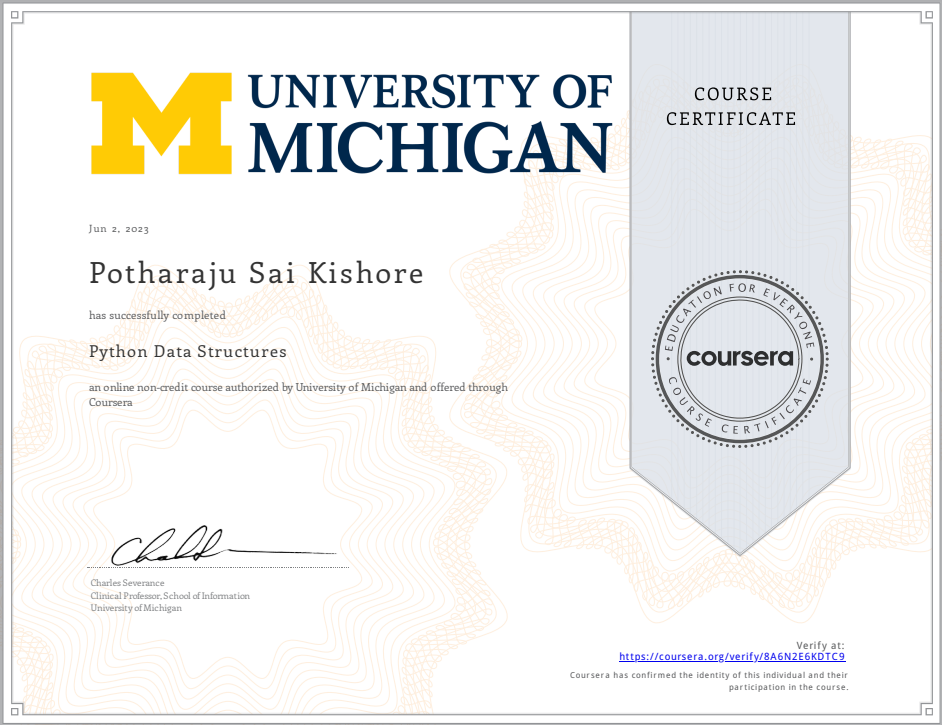 UNIVERSITY OF
MICHIGAN
COURSE
CERTIFICATE
Jun 2, 2023
Potharaju Sai Kishore
has successfully completed
Python Data Structures
an online non-credit course authorized by University of Michigan and offered through
Coursera
EDUCATION FOR EVERYONE
coursera
COURSE CERTIFICATE
Charles Severance
Clinical Professor, School of Information
University of Michigan
Verify at:
https://coursera.org/verify/8A6N2E6KDTC9
Coursera has confirmed the identity of this individual and their
participation in the course.